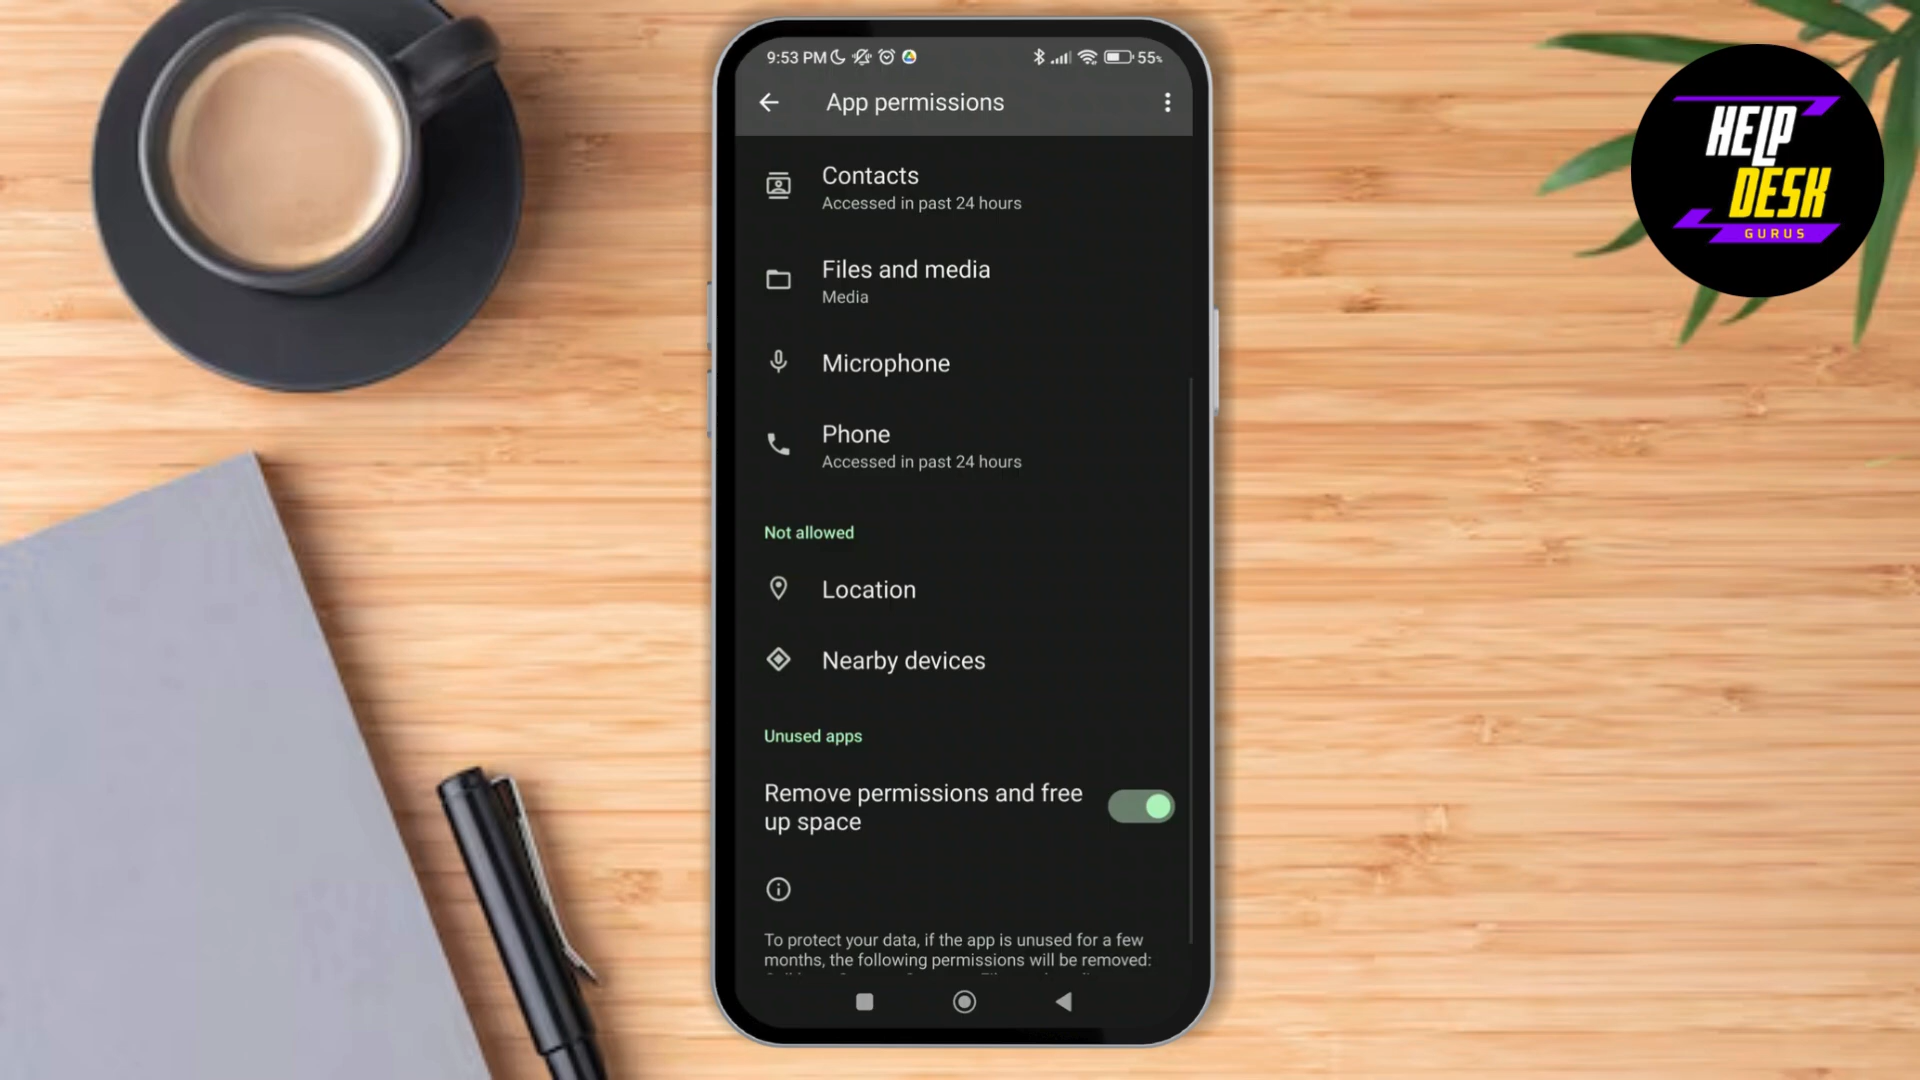 9:53 PM
55%
App permissions
Contacts
Accessed in past 24 hours
Files and media
Media
Microphone
Phone
Accessed in past 24 hours
Not allowed
Location
Nearby devices
Unused apps
Remove permissions and free
up space
To protect your data, if the app is unused for a few
months, the following permissions will be removed:
HELP
DESK
GURUS